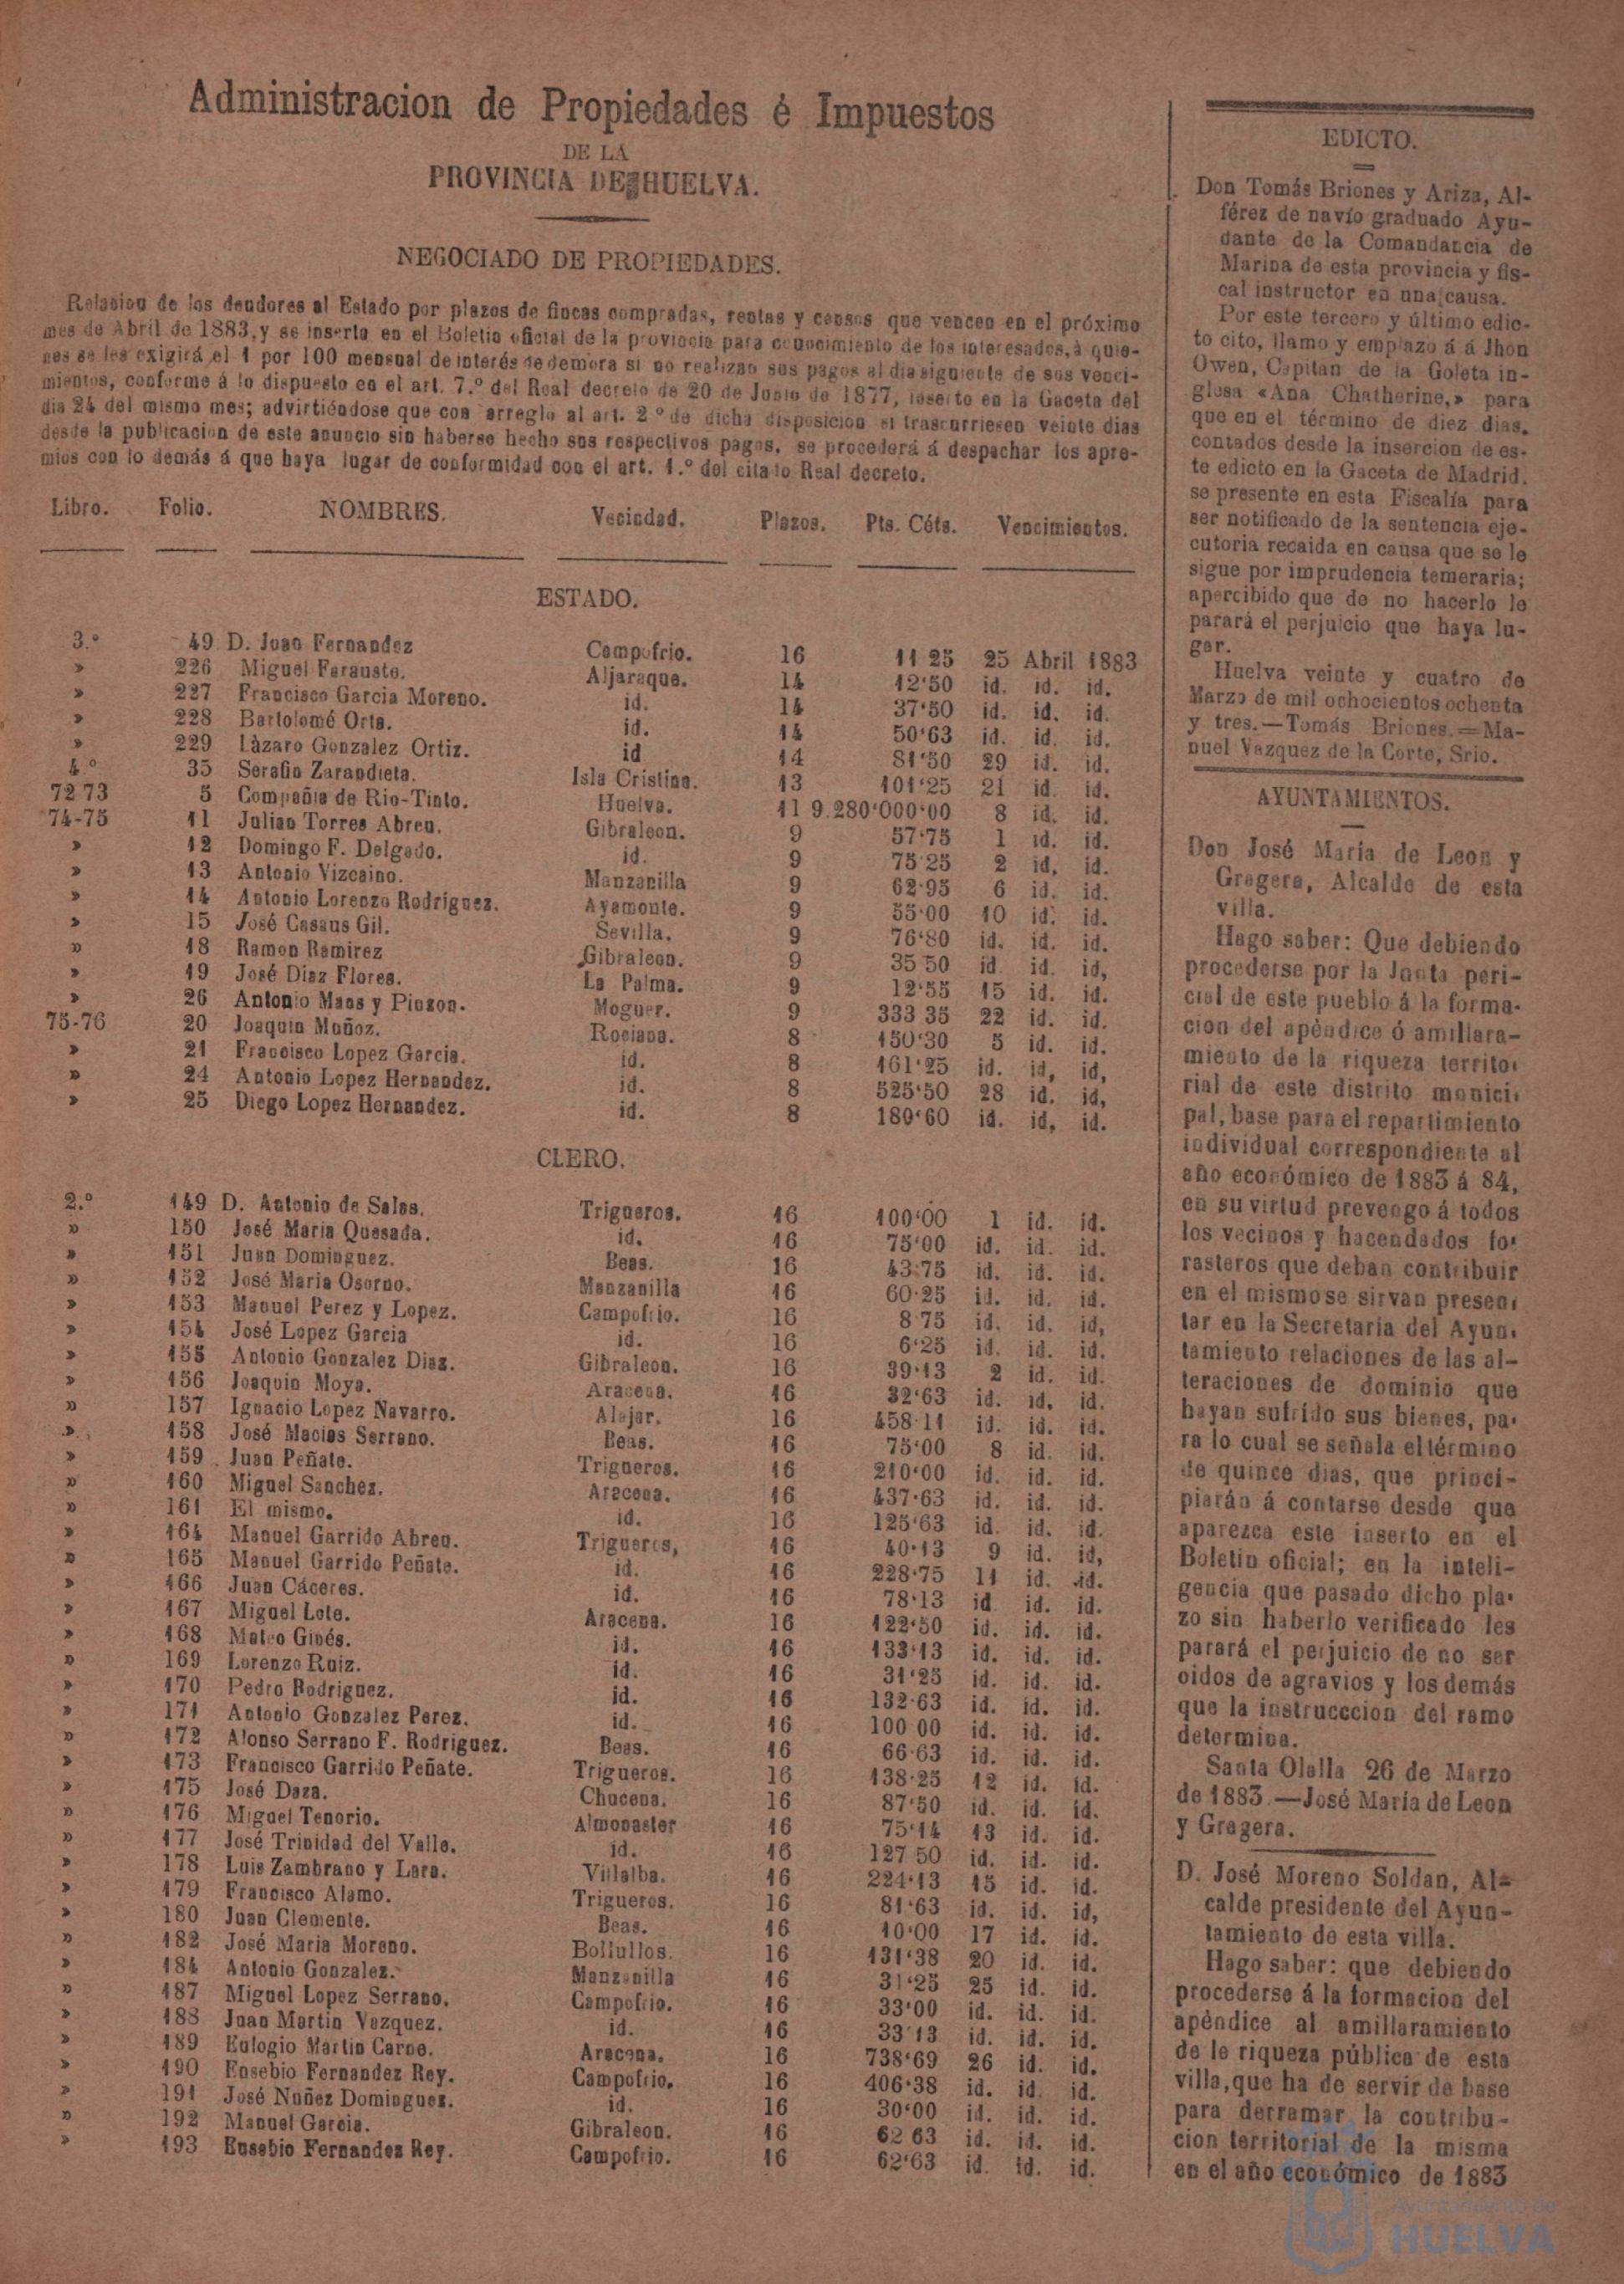 Administracion de Propiedades é Impuestos
DE LA
PROVINCIA DE HUELVA.
NEGOCIADO DE PROPIEDADES.
Relasion de los deudores al Estado por plazos de fincas compradas, rentas y censos que vencen en el próximo
mes de Abril de 1883, y se inserta en el Boletin oficial de la provincia para conocimiento de los interesados, à quie-
nes se les exigirá el 1 por 100 mensual de interés de demora si no realizan sus pagos al dia siguiente de sus venci-
mientos, conforme á lo dispuesto en el art. 7.º del Real decreto de 20 de Junio de 1877, inserto en la Gaceta del
dia 24 del mismo mes; advirtiéndose que con arreglo al art. 2º de dicha disposicion si trascurriesen veinte dias
desde la publicacion de este anuncio sin haberse hecho sus respectivos pagos, se procederá á despachar los apre-
mios con lo demás á que haya lugar de conformidad con el art. 1.º del citado Real decreto.
Libro. Folio. NOMBRES. Vecindad. Plazos. Pts. Cóts. Vencimientos.
ESTADO.
3.º 49 D. Juan Fernandez Campofrio. 16 11 25 25 Abril 1883
» 226 Miguel Farausto. Aljaraque. 14 12'50 id. id. id.
» 227 Francisco Garcia Moreno. id. 14 37'50 id. id. id.
» 228 Bartolomé Orta. id. 14 50'63 id. id. id.
» 229 Làzaro Gonzalez Ortiz. id 14 81'50 29 id. id.
4.º 35 Serafin Zarandieta. Isla Cristina. 13 101'25 21 id. id.
72 73 5 Compañia de Rio-Tinto. Huelva. 11 9.280'000'00 8 id. id.
74-75 11 Julian Torres Abreu. Gibraleon. 9 57'75 1 id. id.
» 12 Domingo F. Delgado. id. 9 75'25 2 id, id.
» 13 Antonio Vizcaino. Manzanilla 9 62'95 6 id. id.
» 14 Antonio Lorenzo Rodriguez. Ayamonte. 9 55'00 10 id. id.
» 15 José Casaus Gil. Sevilla. 9 76'80 id. id. id.
» 18 Ramon Ramirez Gibraleon. 9 35 50 id. id. id,
» 19 José Diaz Flores. La Palma. 9 12'55 15 id. id.
» 26 Antonio Maos y Pinzon. Moguer. 9 333 35 22 id. id.
75-76 20 Joaquin Muñoz. Rociana. 8 150'30 5 id. id.
» 21 Francisco Lopez Garcia. id. 8 161'25 id. id, id,
» 24 Antonio Lopez Hernandez. id. 8 525'50 28 id. id,
» 25 Diego Lopez Hernandez. id. 8 180'60 id. id, id.
CLERO.
2.º 149 D. Antonio de Salas. Trigueros. 16 100'00 1 id. id.
» 150 José Maria Quesada. id. 16 75'00 id. id. id.
» 151 Juan Dominguez. Beas. 16 43'75 id. id. id.
» 152 José Maria Osorno. Manzanilla 16 60'25 id. id. id.
» 153 Manuel Perez y Lopez. Campofrio. 16 8'75 id. id. id,
» 154 José Lopez Garcia id. 16 6'25 id. id. id.
» 155 Antonio Gonzalez Diaz. Gibraleon. 16 39'13 2 id. id.
» 156 Joaquin Moya. Aracena. 16 32'63 id. id, id.
» 157 Ignacio Lopez Navarro. Alajar. 16 458'11 id. id. id.
» 158 José Macias Serrano. Beas. 16 75'00 8 id. id.
» 159 Juan Peñate. Trigueros. 16 210'00 id. id. id.
» 160 Miguel Sanchez. Aracena. 16 437'63 id. id. id.
» 161 El mismo. id. 16 125'63 id. id. id.
» 164 Manuel Garrido Abreu. Trigueros, 16 40'13 9 id. id,
» 165 Manuel Garrido Peñate. id. 16 228'75 11 id. id.
» 166 Juan Cáceres. id. 16 78'13 id. id. id.
» 167 Miguel Lote. Aracena. 16 122'50 id. id. id.
» 168 Mateo Ginés. id. 16 133'13 id. id. id.
» 169 Lorenzo Ruiz. id. 16 31'25 id. id. id.
» 170 Pedro Rodriguez. id. 16 132'63 id. id. id.
» 171 Antonio Gonzalez Perez. id. 16 100 00 id. id. id.
» 172 Alonso Serrano F. Rodriguez. Beas. 16 66'63 id. id. id.
» 173 Francisco Garrido Peñate. Trigueros. 16 138'25 12 id. id.
» 175 José Daza. Chucena. 16 87'50 id. id. id.
» 176 Miguel Tenorio. Almonaster 16 75'14 13 id. id.
» 177 José Trinidad del Valle. id. 16 127 50 id. id. id.
» 178 Luis Zambrano y Lara. Villalba. 16 224'13 15 id. id.
» 179 Francisco Alamo. Trigueros. 16 81'63 id. id. id,
» 180 Juan Clemente. Beas. 16 10'00 17 id. id.
» 182 José Maria Moreno. Bollullos. 16 131'38 20 id. id.
» 184 Antonio Gonzalez. Manzanilla 16 31'25 25 id. id.
» 187 Miguel Lopez Serrano. Campofrio. 16 33'00 id. id. id.
» 188 Juan Martin Vazquez. id. 16 33'13 id. id. id.
» 189 Eulogio Martin Carne. Aracena. 16 738'69 26 id. id.
» 190 Eusebio Fernandez Rey. Campofrio, 16 406'38 id. id. id.
» 191 José Nuñez Dominguez. id. 16 30'00 id. id. id.
» 192 Manuel Garcia. Gibraleon. 16 62 63 id. id. id.
» 193 Eusebio Fernandez Rey. Campofrio. 16 62'63 id. id. id.
EDICTO.
Don Tomás Briones y Ariza, Al-
férez de navío graduado Ayu-
dante de la Comandancia de
Marina de esta provincia y fis-
cal instructor en una causa.
Por este tercero y último edic-
to cito, llamo y emplazo á á Jhon
Owen, Capitan de la Goleta in-
glesa «Ana Chatherine,» para
que en el término de diez dias,
contados desde la insercion de es-
te edicto en la Gaceta de Madrid,
se presente en esta Fiscalía para
ser notificado de la sentencia eje-
cutoria recaida en causa que se le
sigue por imprudencia temeraria;
apercibido que de no hacerlo le
parará el perjuicio que haya lu-
gar.
Huelva veinte y cuatro de
Marzo de mil ochocientos ochenta
y tres.—Tomás Briones.—Ma-
nuel Vazquez de la Corte, Srio.
AYUNTAMIENTOS.
Don José María de Leon y
Gragera, Alcalde de esta
villa.
Hago saber: Que debiendo
procederse por la Junta peri-
cial de este pueblo á la forma-
cion del apéndice ó amillara-
miento de la riqueza territo-
rial de este distrito munici-
pal, base para el repartimiento
individual correspondiente al
año económico de 1883 á 84,
en su virtud prevengo á todos
los vecinos y hacendados fo-
rasteros que deban contribuir
en el mismo se sirvan presen-
tar en la Secretaría del Ayun-
tamiento relaciones de las al-
teraciones de dominio que
hayan sufrído sus bienes, pa-
ra lo cual se señala el término
de quince dias, que princi-
piarán á contarse desde que
aparezca este inserto en el
Boletin oficial; en la inteli-
gencia que pasado dicho pla-
zo sin haberlo verificado les
parará el perjuicio de no ser
oidos de agravios y los demás
que la instrucccion del ramo
determina.
Santa Olalla 26 de Marzo
de 1883.—José María de Leon
y Gragera.
D. José Moreno Soldan, Al-
calde presidente del Ayun-
tamiento de esta villa.
Hago saber: que debiendo
procederse á la formacion del
apèndice al amillaramiento
de le riqueza pública de esta
villa, que ha de servir de base
para derramar la contribu-
cion territorial de la misma
en el año económico de 1883
Ayuntamiento de
HUELVA